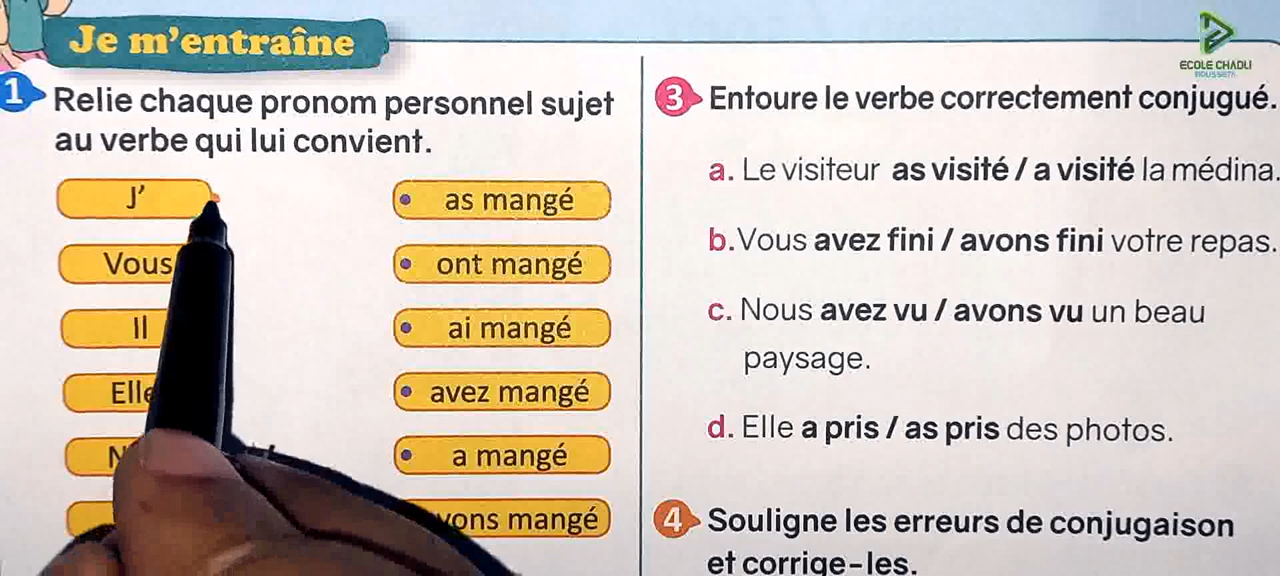 Je m'entraîne
ECOLE CHADLI
1 Relie chaque pronom personnel sujet
au verbe qui lui convient.
J'
as mangé
Vous
ont mangé
Il
ai mangé
avez mangé
a mangé
mangé
3 Entoure le verbe correctement conjugué.
a. Le visiteur as visité / a visité la médina.
b. Vous avez fini / avons fini votre repas.
c. Nous avez vu / avons vu un beau
paysage.
d. Elle a pris / as pris des photos.
4 Souligne les erreurs de conjugaison
et corrige-les.